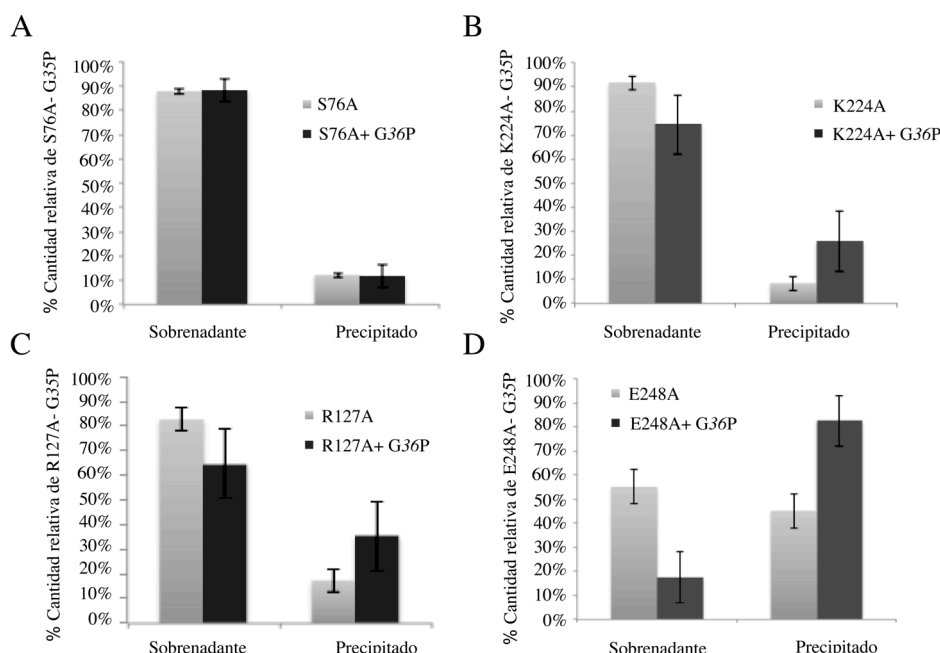 A
% Cantidad relativa de S76A- G35P
100%
90%
80%
70%
60%
50%
40%
30%
20%
10%
0%
S76A
S76A+ G36P
Sobrenadante
Precipitado
B
% Cantidad relativa de K224A- G35P
100%
90%
80%
70%
60%
50%
40%
30%
20%
10%
0%
K224A
K224A+ G36P
Sobrenadante
Precipitado
C
% Cantidad relativa de R127A- G35P
100%
90%
80%
70%
60%
50%
40%
30%
20%
10%
0%
R127A
R127A+ G36P
Sobrenadante
Precipitado
D
% Cantidad relativa de E248A- G35P
100%
90%
80%
70%
60%
50%
40%
30%
20%
10%
0%
E248A
E248A+ G36P
Sobrenadante
Precipitado